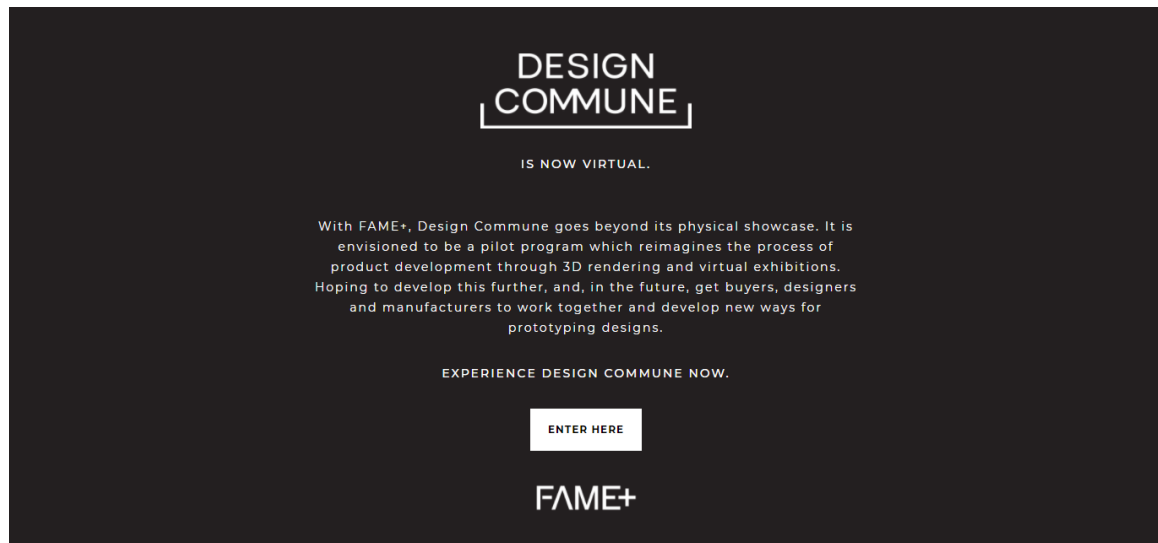 DESIGN
COMMUNE
IS NOW VIRTUAL.
With FAME+, Design Commune goes beyond its physical showcase. It is
envisioned to be a pilot program which reimagines the process of
product development through 3D rendering and virtual exhibitions.
Hoping to develop this further, and, in the future, get buyers, designers
and manufacturers to work together and develop new ways for
prototyping designs.
EXPERIENCE DESIGN COMMUNE NOW.
ENTER HERE
FAME+